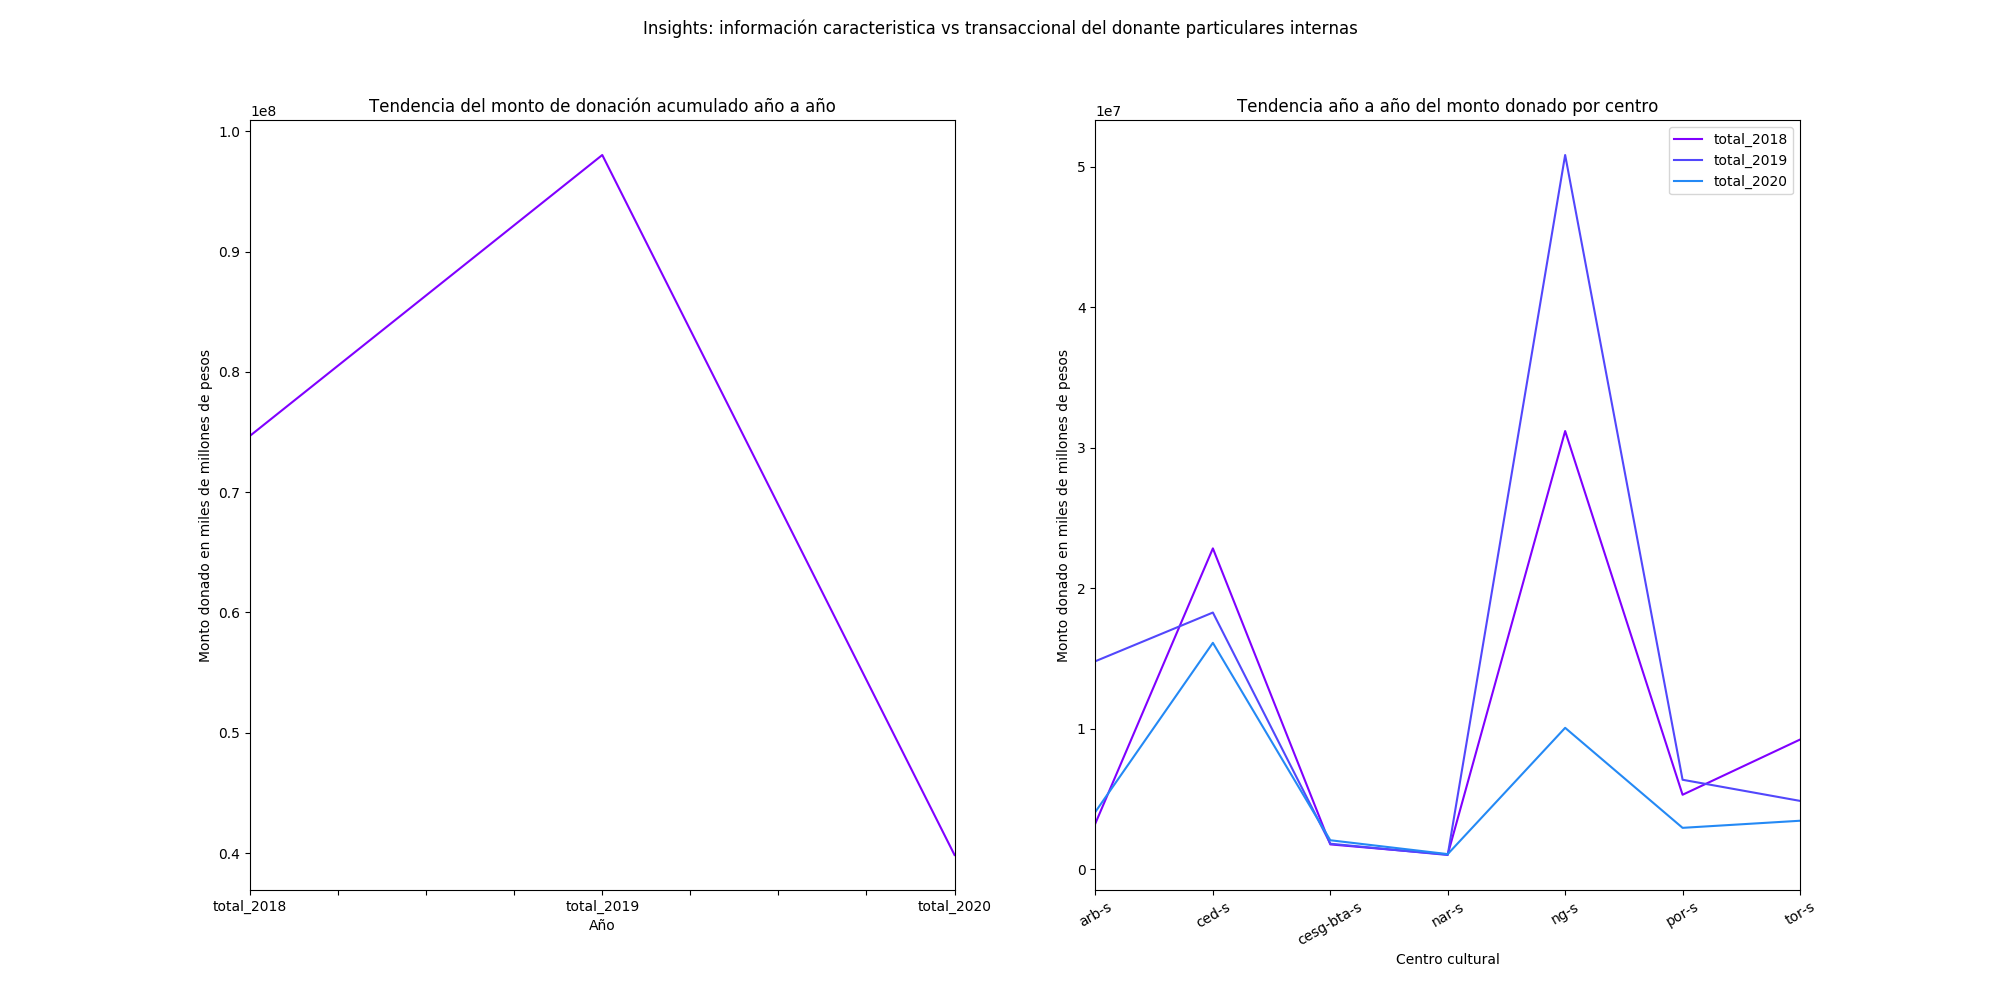 Insights: información caracteristica vs transaccional del donante particulares internas
Tendencia del monto de donación acumulado año a año
1e8
1.0
0.9
0.8
0.7
0.6
0.5
0.4
Monto donado en miles de millones de pesos
total_2018
total_2019
total_2020
Año
Tendencia año a año del monto donado por centro
1e7
total_2018
total_2019
total_2020
5
4
3
2
1
0
Monto donado en miles de millones de pesos
arb-s
ced-s
cesg-bta-s
nar-s
ng-s
por-s
tor-s
Centro cultural